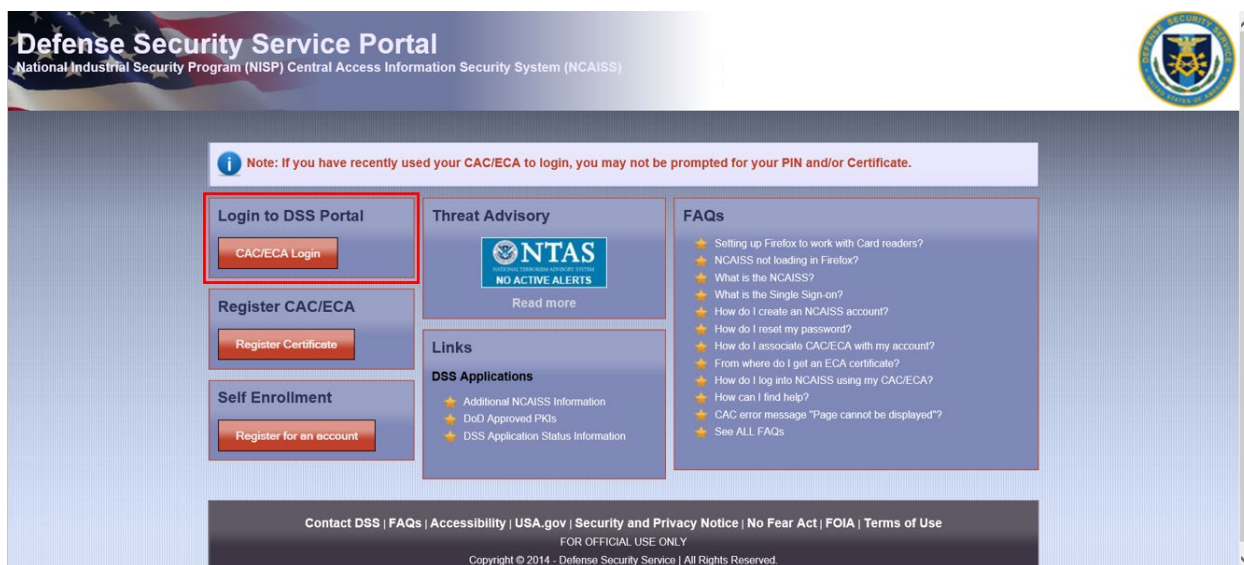 Defense Security Service Portal
National Industrial Security Program (NISP) Central Access Information Security System (NCAISS)
Note: If you have recently used your CAC/ECA to login, you may not be prompted for your PIN and/or Certificate.
Login to DSS Portal
CAC/ECA Login
Register CAC/ECA
Register Certificate
Self Enrollment
Register for an account
Threat Advisory
NTAS
NATIONAL TERRORISM ADVISORY SYSTEM
NO ACTIVE ALERTS
Read more
Links
DSS Applications
Additional NCAISS Information
DoD Approved PKIs
DSS Application Status Information
FAQs
Setting up Firefox to work with Card readers?
NCAISS not loading in Firefox?
What is the NCAISS?
What is the Single Sign-on?
How do I create an NCAISS account?
How do I reset my password?
How do I associate CAC/ECA with my account?
From where do I get an ECA certificate?
How do I log into NCAISS using my CAC/ECA?
How can I find help?
CAC error message "Page cannot be displayed"?
See ALL FAQs
Contact DSS | FAQs | Accessibility | USA.gov | Security and Privacy Notice | No Fear Act | FOIA | Terms of Use
FOR OFFICIAL USE ONLY
Copyright © 2014 - Defense Security Service | All Rights Reserved.
DEFENSE SECURITY SERVICE
UNITED STATES OF AMERICA